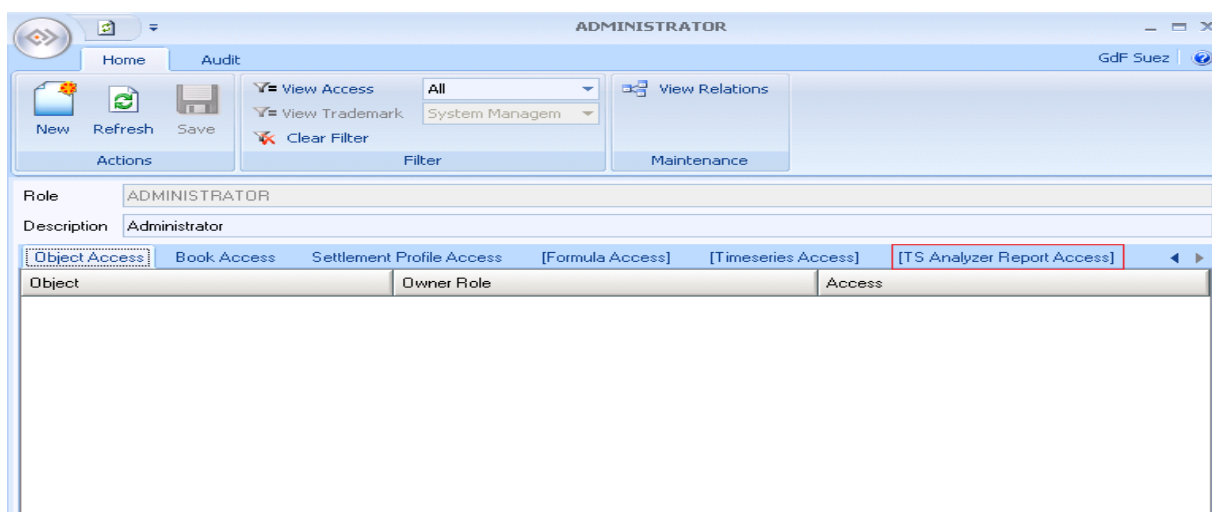 ADMINISTRATOR
Home Audit GdF Suez
New Refresh Save
View Access All
View Trademark System Managem
Clear Filter
View Relations
Actions Filter Maintenance
Role ADMINISTRATOR
Description Administrator
Object Access Book Access Settlement Profile Access [Formula Access] [Timeseries Access] [TS Analyzer Report Access]
Object Owner Role Access